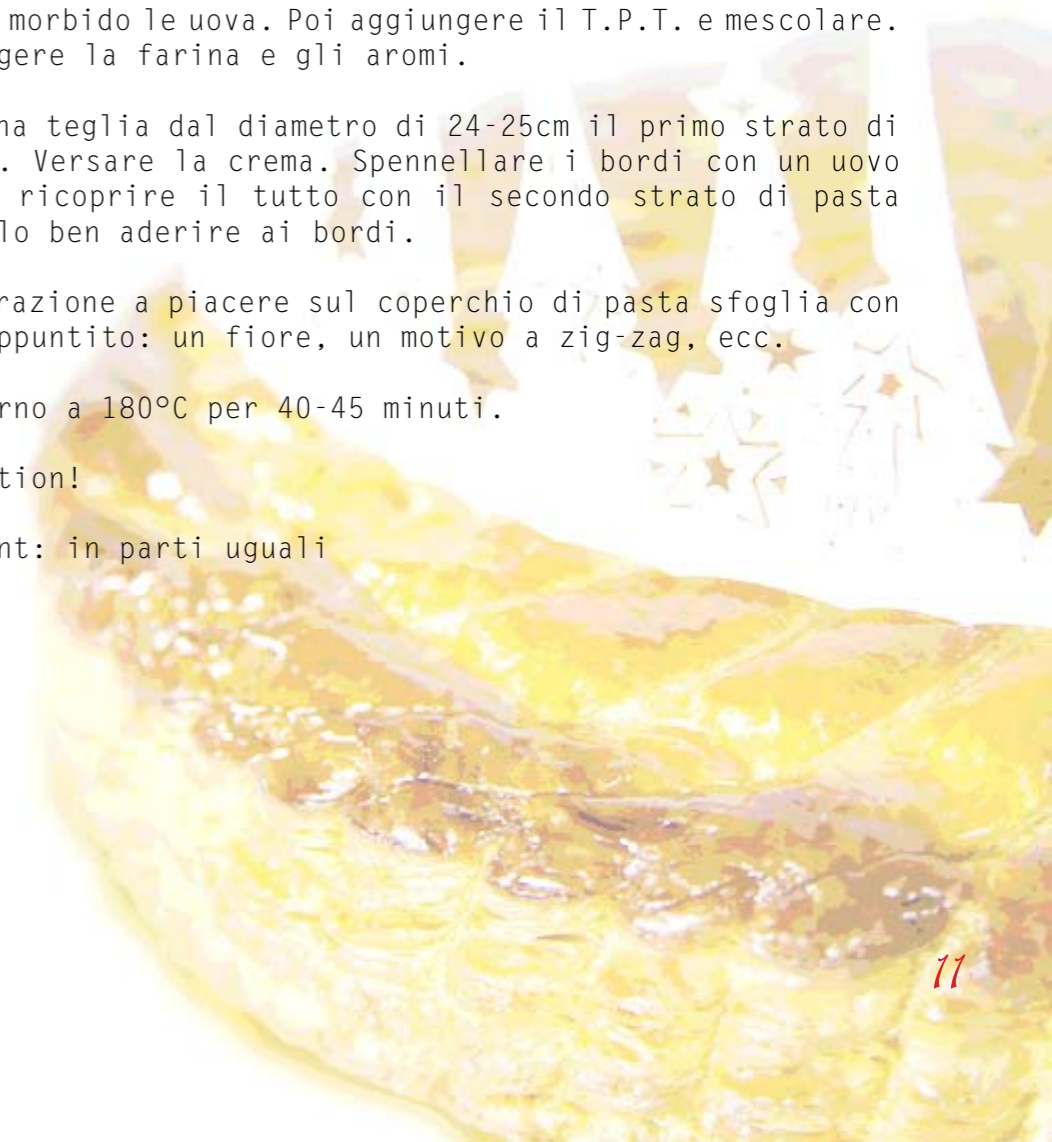 morbido le uova. Poi aggiungere il T.P.T. e mescolare.
gere la farina e gli aromi.
na teglia dal diametro di 24-25cm il primo strato di
. Versare la crema. Spennellare i bordi con un uovo
ricoprire il tutto con il secondo strato di pasta
lo ben aderire ai bordi.
razione a piacere sul coperchio di pasta sfoglia con
ppuntito: un fiore, un motivo a zig-zag, ecc.
rno a 180°C per 40-45 minuti.
tion!
nt: in parti uguali
11